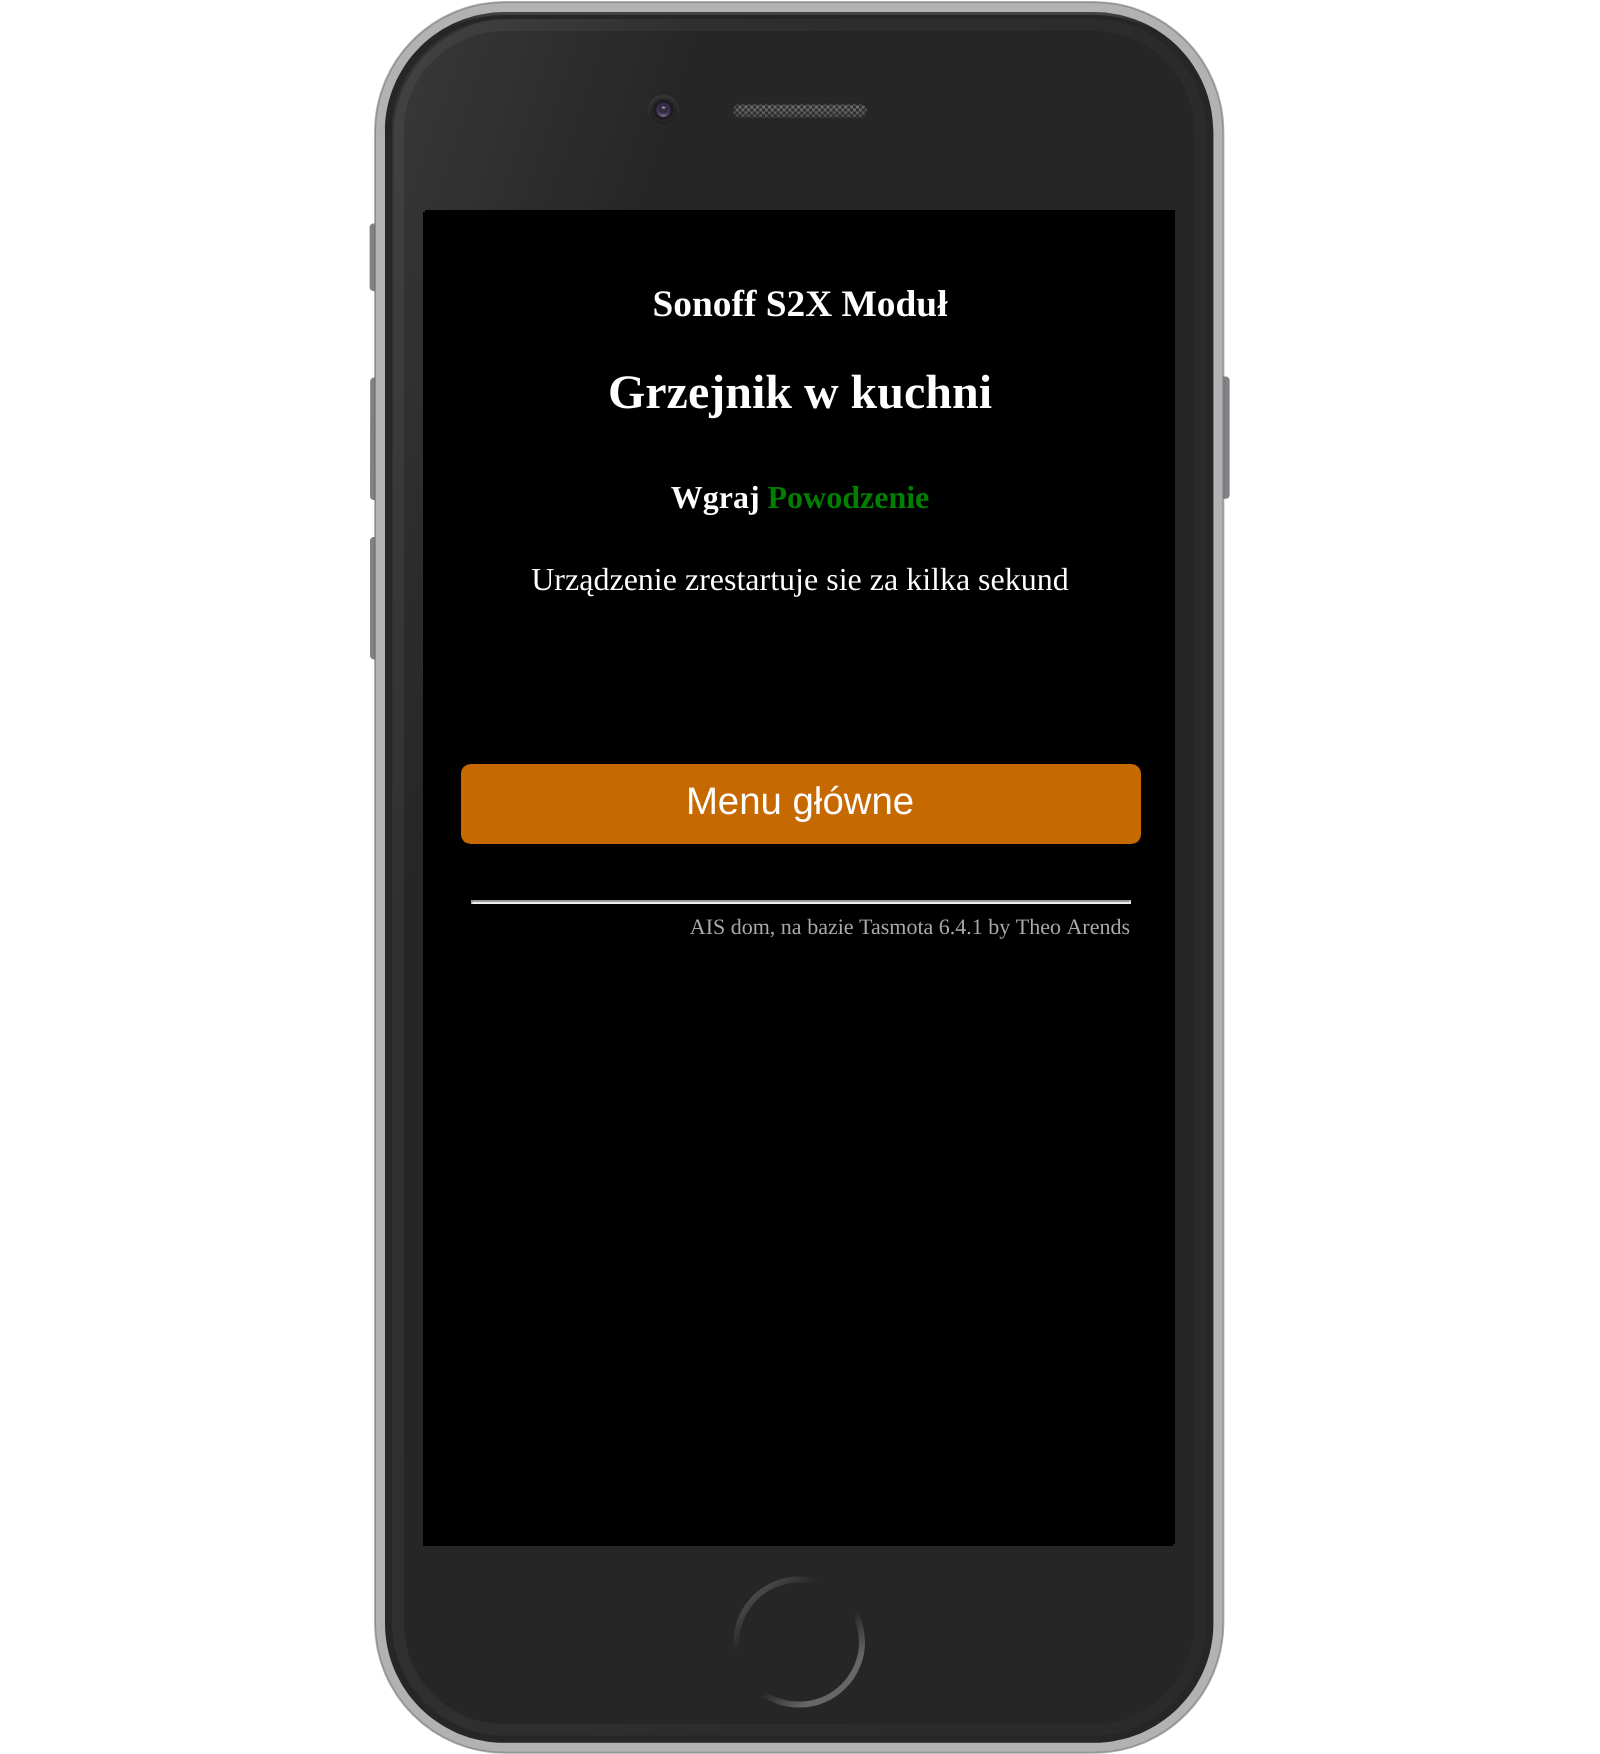 Sonoff S2X Moduł
Grzejnik w kuchni
Wgraj Powodzenie
Urządzenie zrestartuje sie za kilka sekund
Menu główne
AIS dom, na bazie Tasmota 6.4.1 by Theo Arends